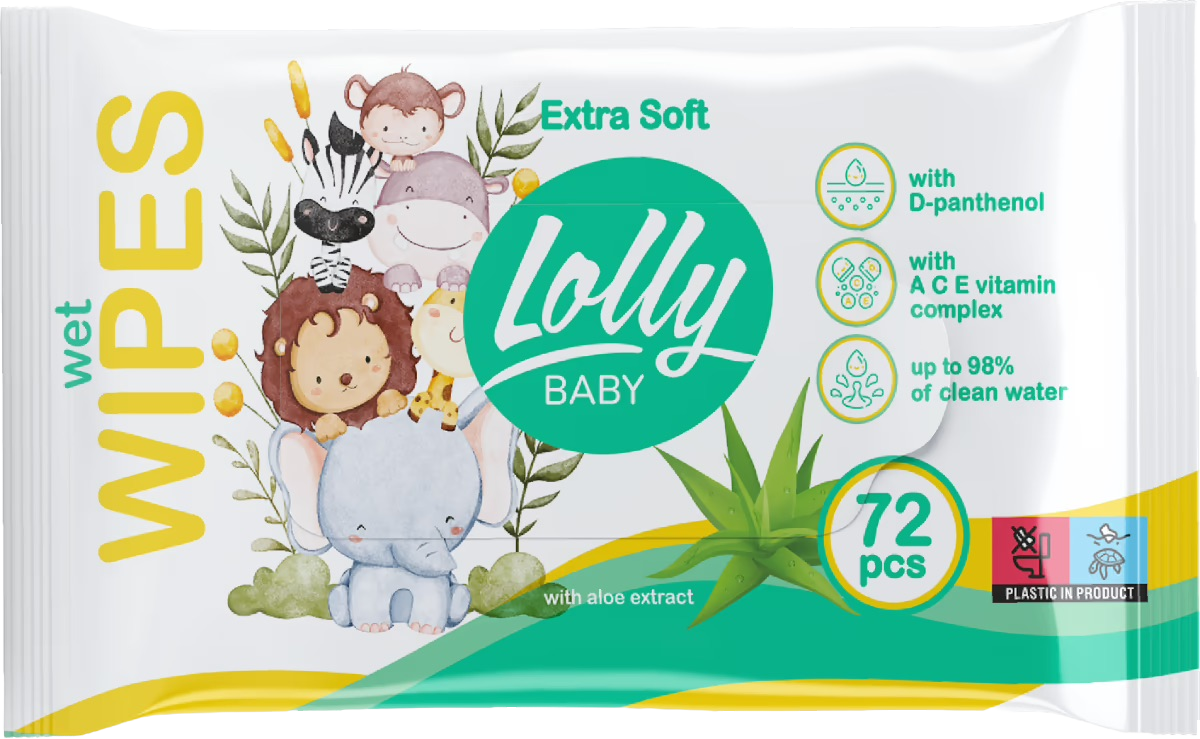 wet
WIPES
Extra Soft
Lolly
BABY
with
D-panthenol
with
A C E vitamin
complex
C
A E
up to 98%
of clean water
72
pcs
with aloe extract
PLASTIC IN PRODUCT